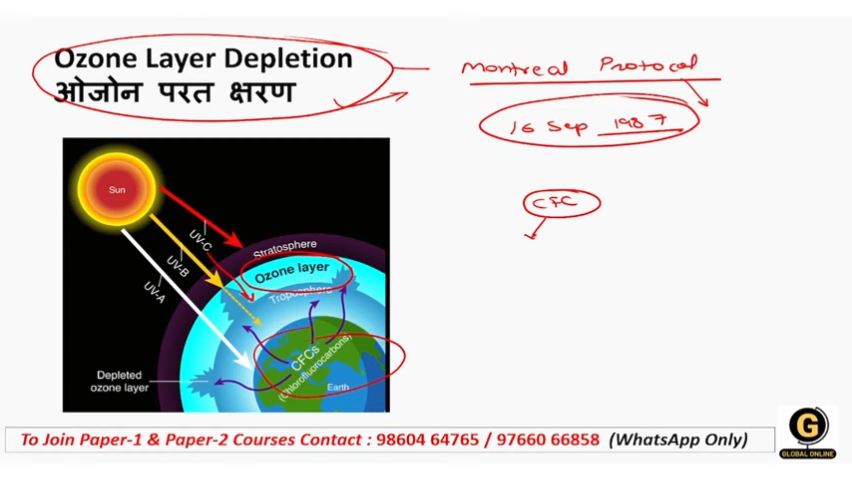 Ozone Layer Depletion
ओजोन परत क्षरण
Montreal Protocal
16 Sep 1987
CFC
Sun
UV-C
UV-B
UV-A
Stratosphere
Ozone layer
Troposphere
CFCs
(Chlorofluorocarbons)
Earth
Depleted
ozone layer
To Join Paper-1 & Paper-2 Courses Contact : 98604 64765 / 97660 66858 (WhatsApp Only)
G
GLOBAL ONLINE